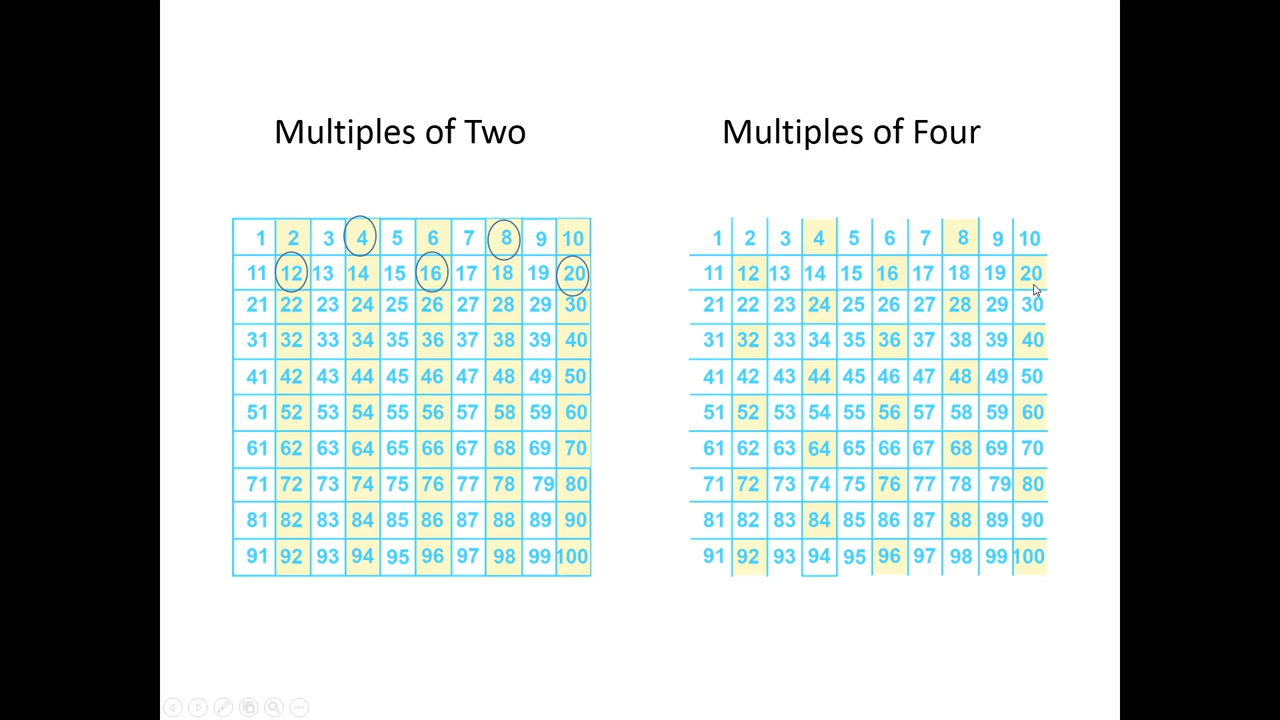 Multiples of Two
1 2 3 4 5 6 7 8 9 10
11 12 13 14 15 16 17 18 19 20
21 22 23 24 25 26 27 28 29 30
31 32 33 34 35 36 37 38 39 40
41 42 43 44 45 46 47 48 49 50
51 52 53 54 55 56 57 58 59 60
61 62 63 64 65 66 67 68 69 70
71 72 73 74 75 76 77 78 79 80
81 82 83 84 85 86 87 88 89 90
91 92 93 94 95 96 97 98 99 100
Multiples of Four
1 2 3 4 5 6 7 8 9 10
11 12 13 14 15 16 17 18 19 20
21 22 23 24 25 26 27 28 29 30
31 32 33 34 35 36 37 38 39 40
41 42 43 44 45 46 47 48 49 50
51 52 53 54 55 56 57 58 59 60
61 62 63 64 65 66 67 68 69 70
71 72 73 74 75 76 77 78 79 80
81 82 83 84 85 86 87 88 89 90
91 92 93 94 95 96 97 98 99 100